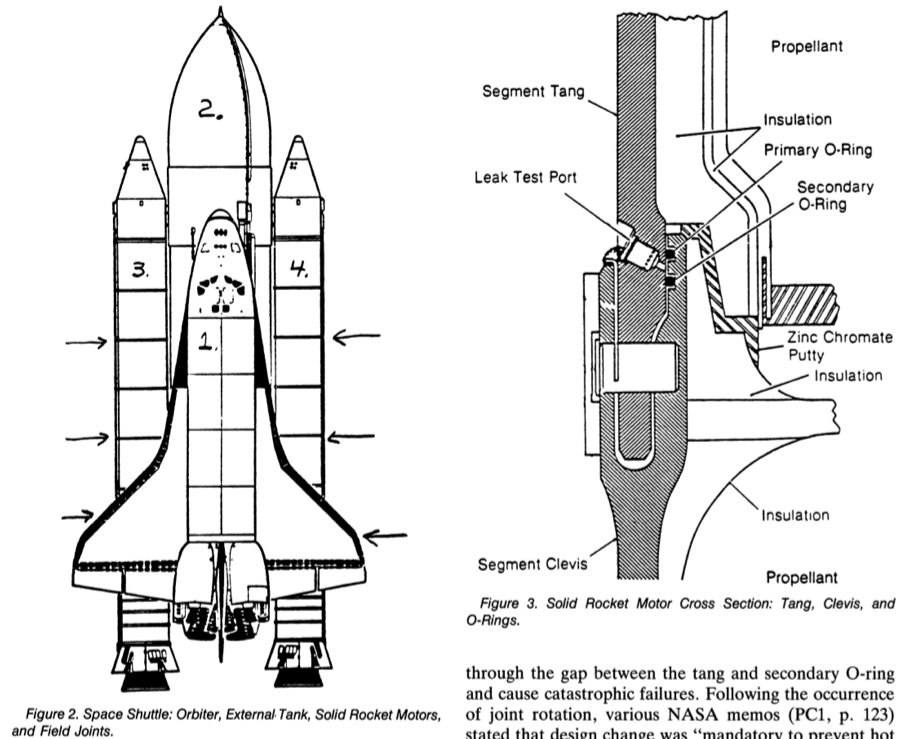 2.
3.
4.
1.
Figure 2. Space Shuttle: Orbiter, External Tank, Solid Rocket Motors,
and Field Joints.
Propellant
Segment Tang
Insulation
Primary O-Ring
Leak Test Port
Secondary
O-Ring
Zinc Chromate
Putty
Insulation
Insulation
Segment Clevis
Propellant
Figure 3. Solid Rocket Motor Cross Section: Tang, Clevis, and
O-Rings.
through the gap between the tang and secondary O-ring
and cause catastrophic failures. Following the occurrence
of joint rotation, various NASA memos (PC1, p. 123)
stated that design change was “mandatory to prevent hot